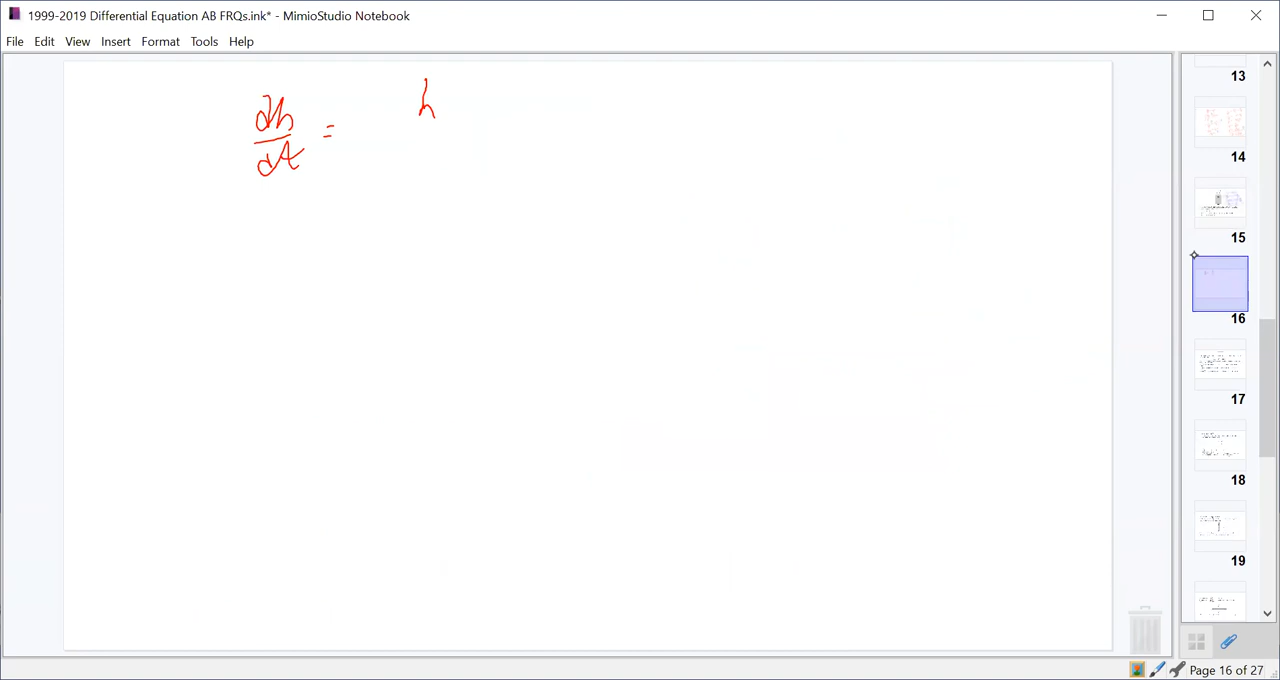 1999-2019 Differential Equation AB FRQs.ink* - MimioStudio Notebook
File Edit View Insert Format Tools Help
dh/dt = h
13
14
15
16
17
18
19
Page 16 of 27